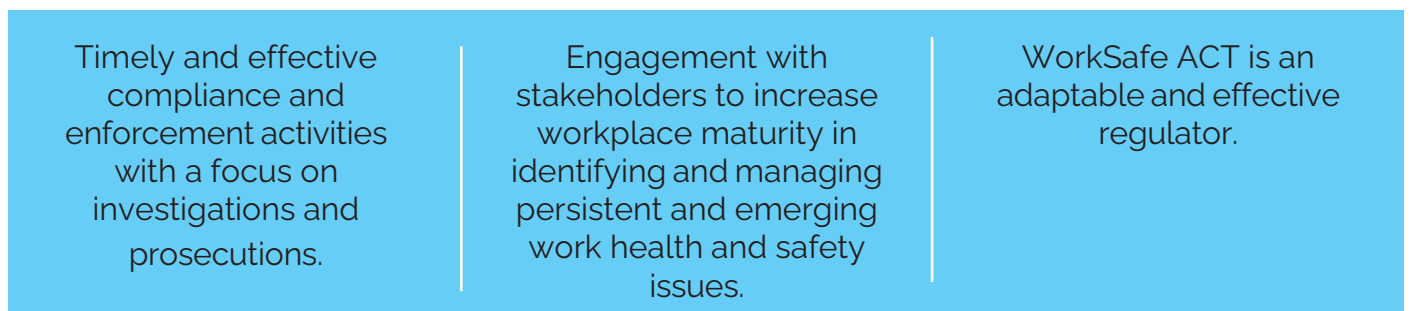 Timely and effective
compliance and
enforcement activities
with a focus on
investigations and
prosecutions.
Engagement with
stakeholders to increase
workplace maturity in
identifying and managing
persistent and emerging
work health and safety
issues.
WorkSafe ACT is an
adaptable and effective
regulator.